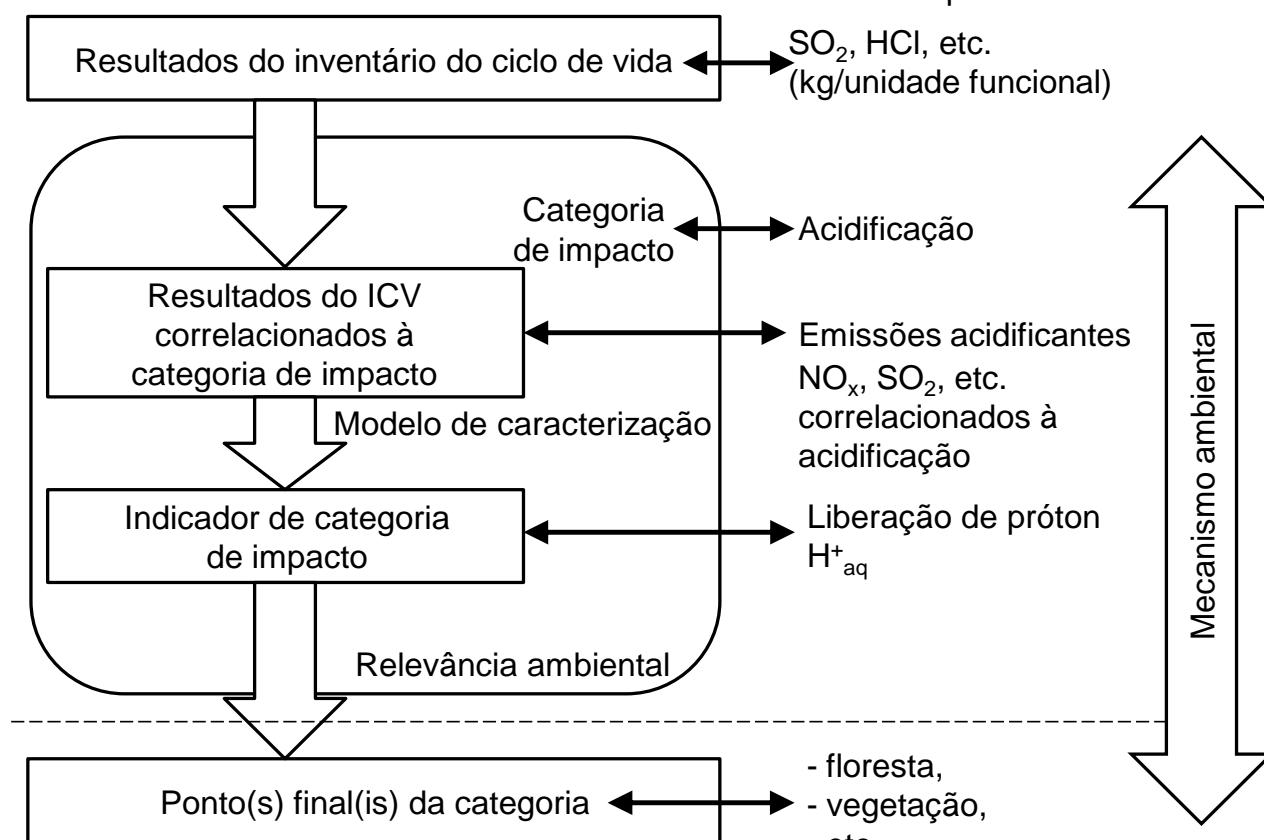 Resultados do inventário do ciclo de vida
SO₂, HCl, etc.
(kg/unidade funcional)
Categoria
de impacto
Acidificação
Resultados do ICV
correlacionados à
categoria de impacto
Emissões acidificantes
NOₓ, SO₂, etc.
correlacionados à
acidificação
Modelo de caracterização
Indicador de categoria
de impacto
Liberação de próton
H⁺aq
Relevância ambiental
Mecanismo ambiental
Ponto(s) final(is) da categoria
- floresta,
- vegetação,